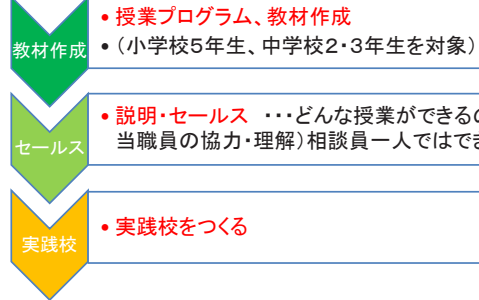 教材作成
• 授業プログラム、教材作成
• (小学校5年生、中学校2・3年生を対象)
セールス
• 説明・セールス ・・・どんな授業ができるの
当職員の協力・理解)相談員一人ではでき
実践校
• 実践校をつくる